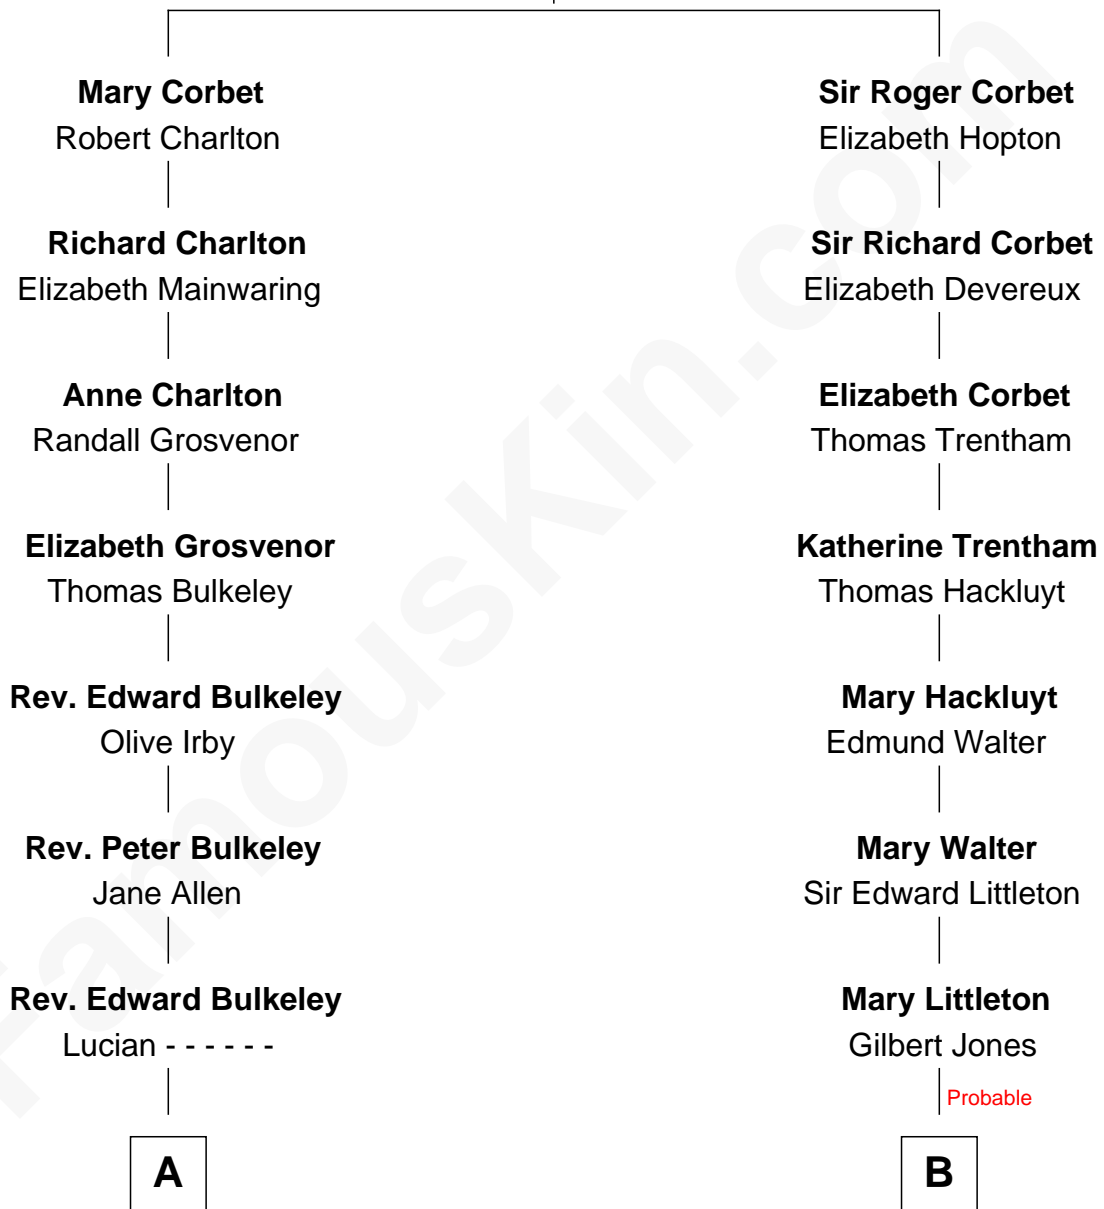 Mary Corbet
Robert Charlton
Richard Charlton
Elizabeth Mainwaring
Anne Charlton
Randall Grosvenor
Elizabeth Grosvenor
Thomas Bulkeley
Rev. Edward Bulkeley
Olive Irby
Rev. Peter Bulkeley
Jane Allen
Rev. Edward Bulkeley
Lucian - - - - - -
A
Sir Roger Corbet
Elizabeth Hopton
Sir Richard Corbet
Elizabeth Devereux
Elizabeth Corbet
Thomas Trentham
Katherine Trentham
Thomas Hackluyt
Mary Hackluyt
Edmund Walter
Mary Walter
Sir Edward Littleton
Mary Littleton
Gilbert Jones
Probable
B
FamousKin.com